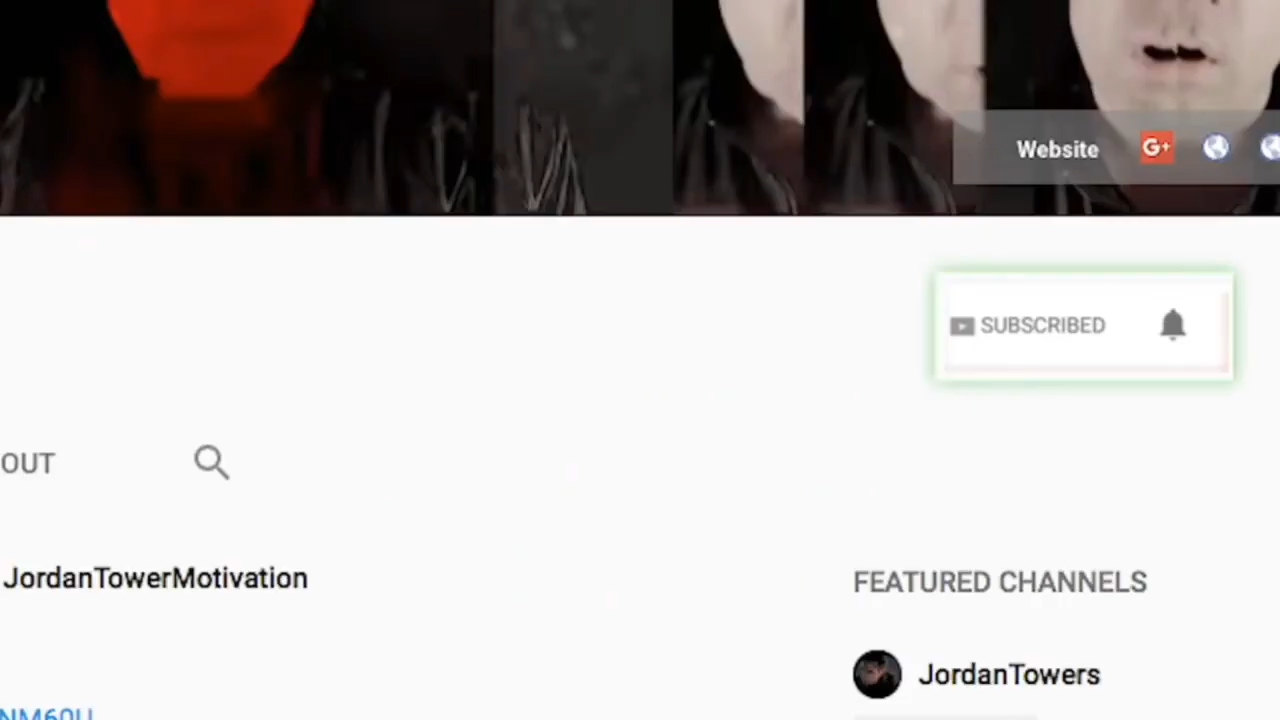 Website G+
SUBSCRIBED
OUT
JordanTowerMotivation
FEATURED CHANNELS
JordanTowers